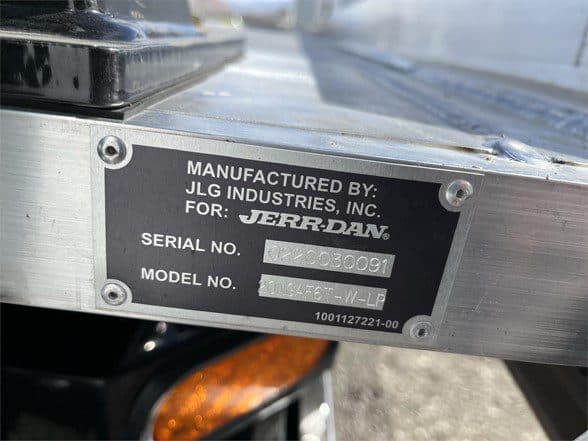 MANUFACTURED BY:
JLG INDUSTRIES, INC.
FOR: JERR-DAN®
SERIAL NO.
MODEL NO.
1001127221-00